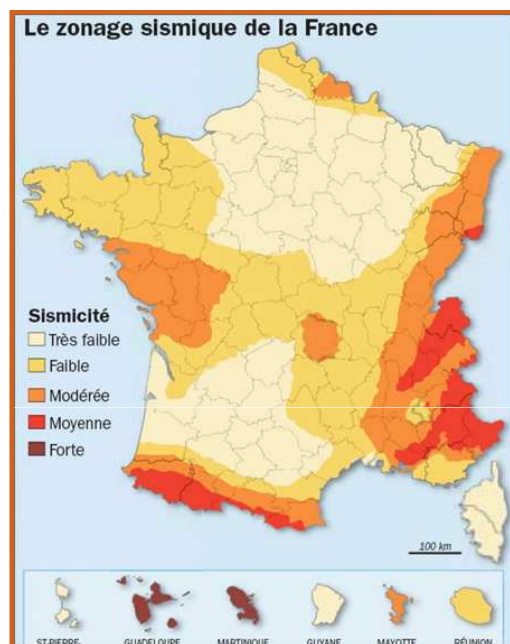 Le zonage sismique de la France
Sismicité
Très faible
Faible
Modérée
Moyenne
Forte
100 km
ST-PIERRE-
GUADELOUPE
MARTINIQUE
GUYANE
MAYOTTE
RÉUNION